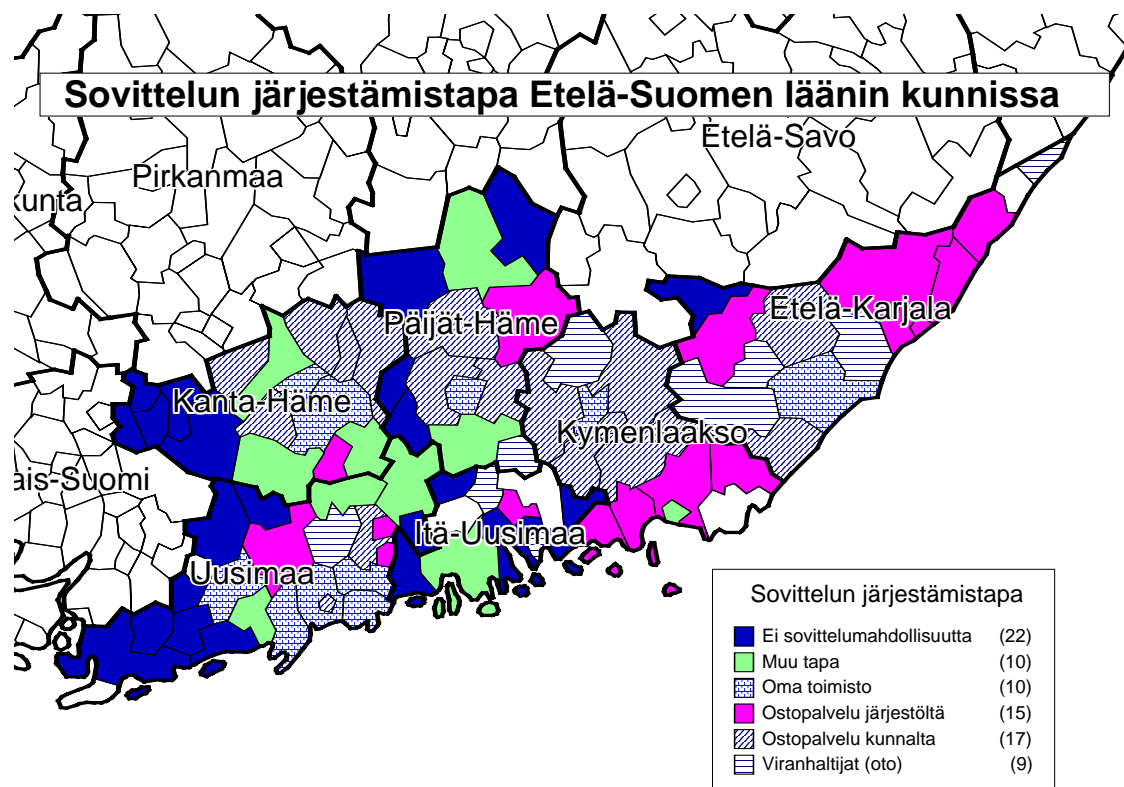 Sovittelun järjestämistapa Etelä-Suomen läänin kunnissa
Etelä-Savo
Pirkanmaa
kunta
Etelä-Karjala
Päijät-Häme
Kanta-Häme
Kymenlaakso
ais-Suomi
Itä-Uusimaa
Uusimaa
Sovittelun järjestämistapa
Ei sovittelumahdollisuutta (22)
Muu tapa (10)
Oma toimisto (10)
Ostopalvelu järjestöltä (15)
Ostopalvelu kunnalta (17)
Viranhaltijat (oto) (9)